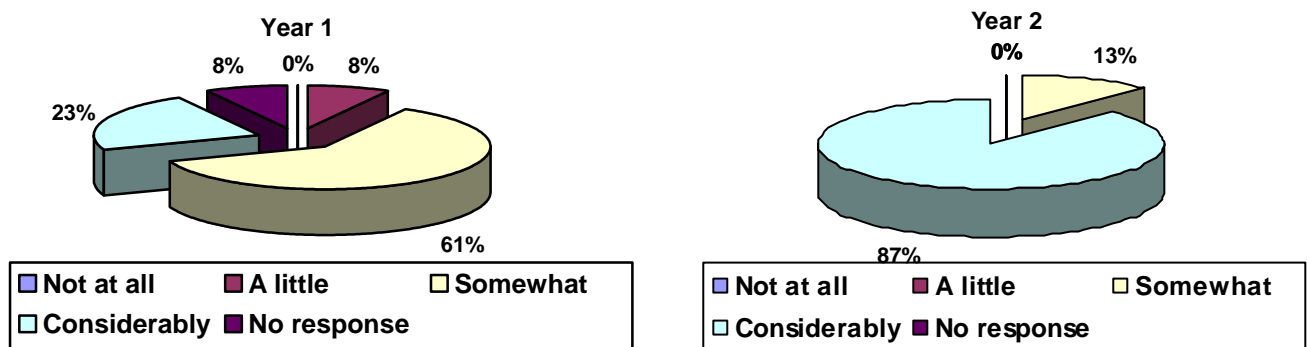 Year 1
8% 0% 8%
23%
61%
Not at all A little Somewhat
Considerably No response
Year 2
0% 13%
87%
Not at all A little Somewhat
Considerably No response